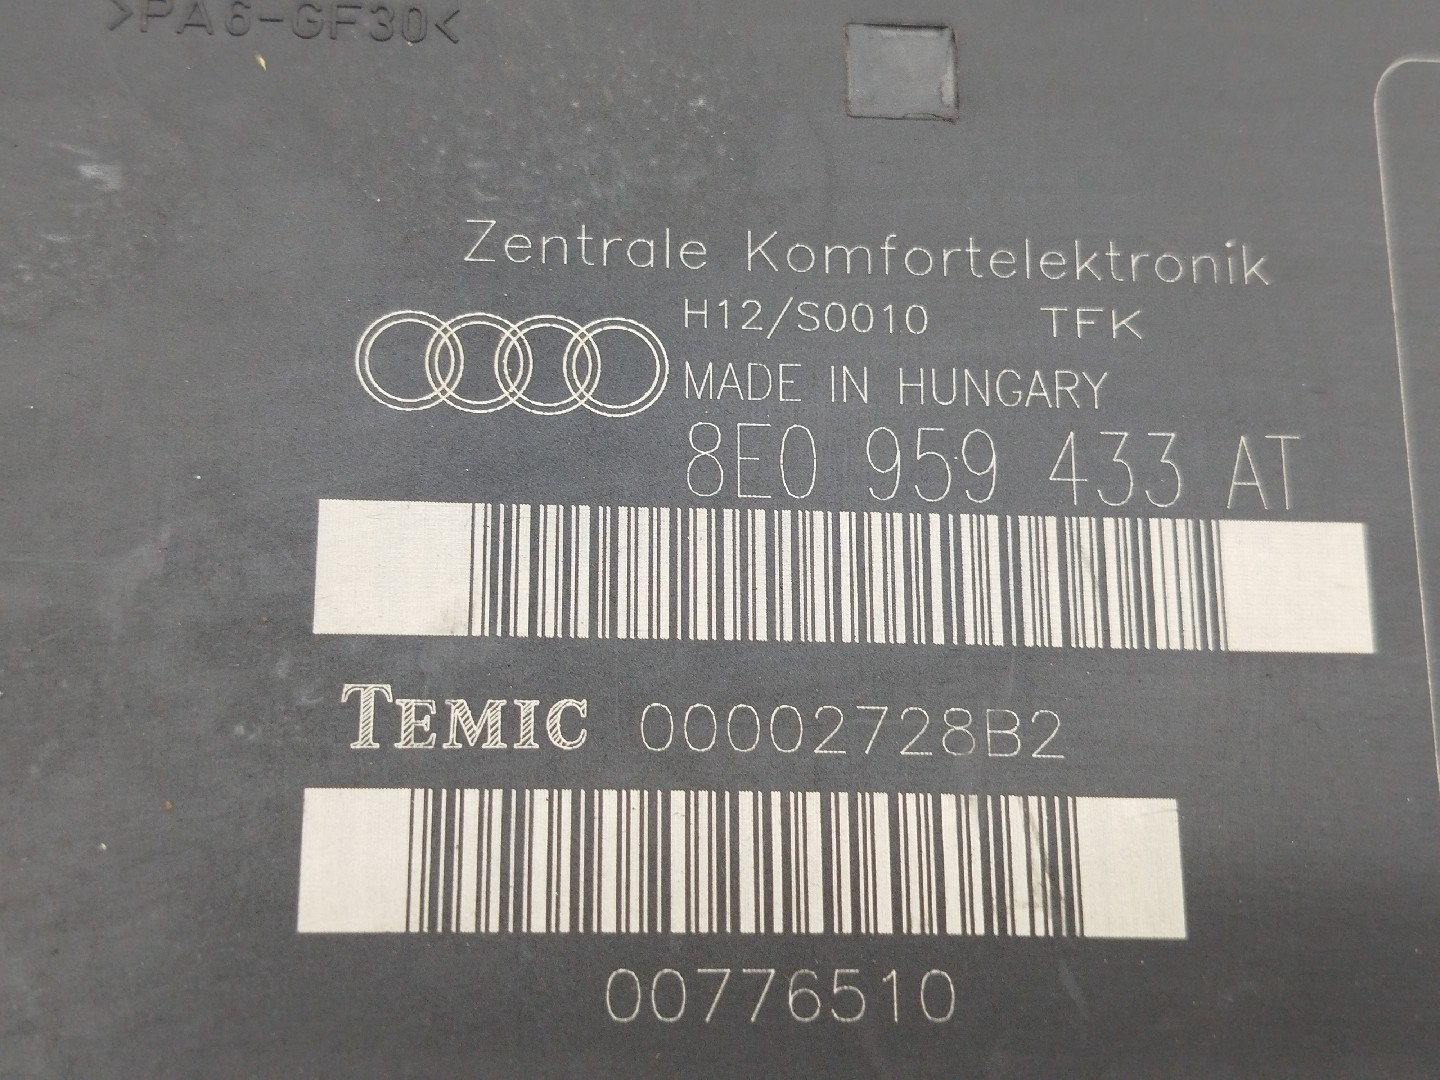 >PA6-GF30<
Zentrale Komfortelektronik
H12/S0010 TFK
MADE IN HUNGARY
8E0 959 433 AT
TEMIC 00002728B2
00776510